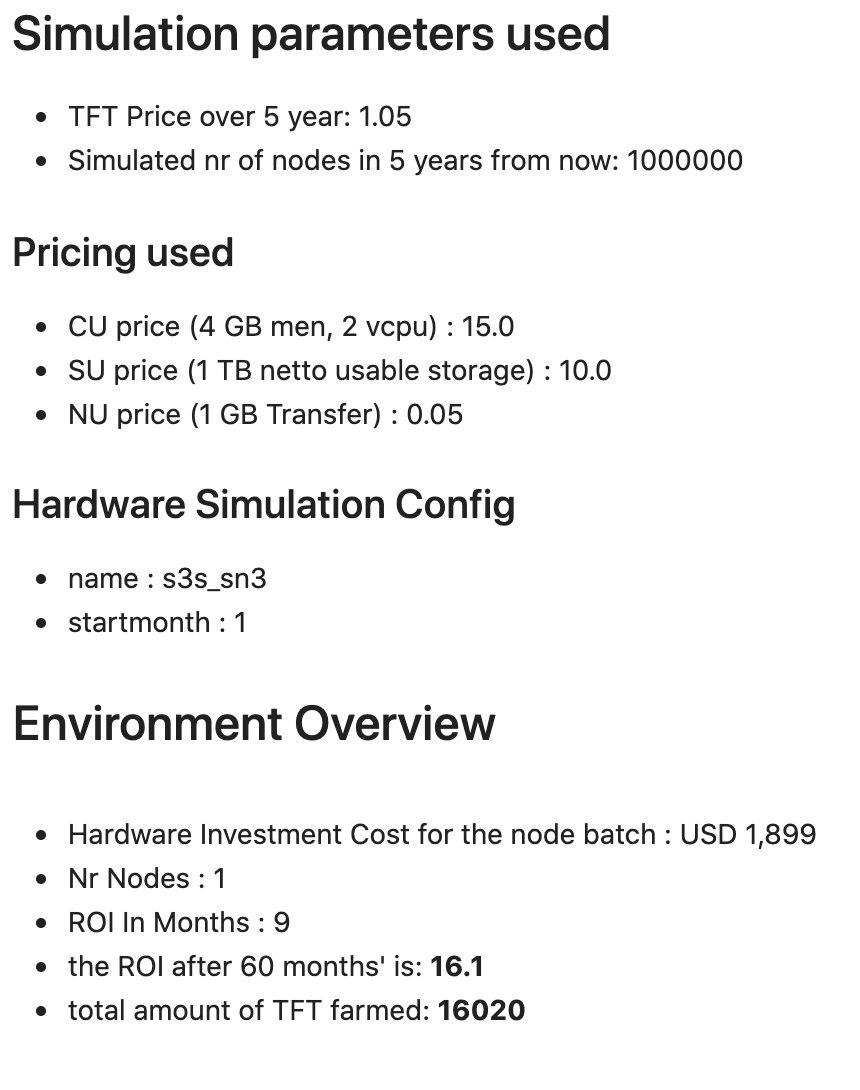 Simulation parameters used
• TFT Price over 5 year: 1.05
• Simulated nr of nodes in 5 years from now: 1000000
Pricing used
• CU price (4 GB men, 2 vcpu) : 15.0
• SU price (1 TB netto usable storage) : 10.0
• NU price (1 GB Transfer) : 0.05
Hardware Simulation Config
• name : s3s_sn3
• startmonth : 1
Environment Overview
• Hardware Investment Cost for the node batch : USD 1,899
• Nr Nodes : 1
• ROI In Months : 9
• the ROI after 60 months' is: 16.1
• total amount of TFT farmed: 16020